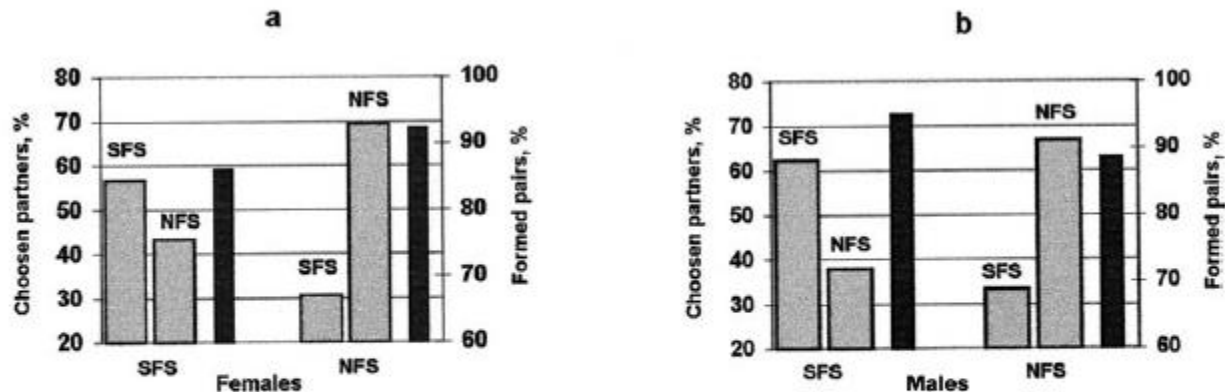 a
Choosen partners, %
80
70
60
50
40
30
20
SFS
NFS
SFS
NFS
100
90
80
70
60
Formed pairs, %
SFS
NFS
Females
b
Choosen partners, %
80
70
60
50
40
30
20
SFS
NFS
SFS
NFS
100
90
80
70
60
Formed pairs, %
SFS
NFS
Males